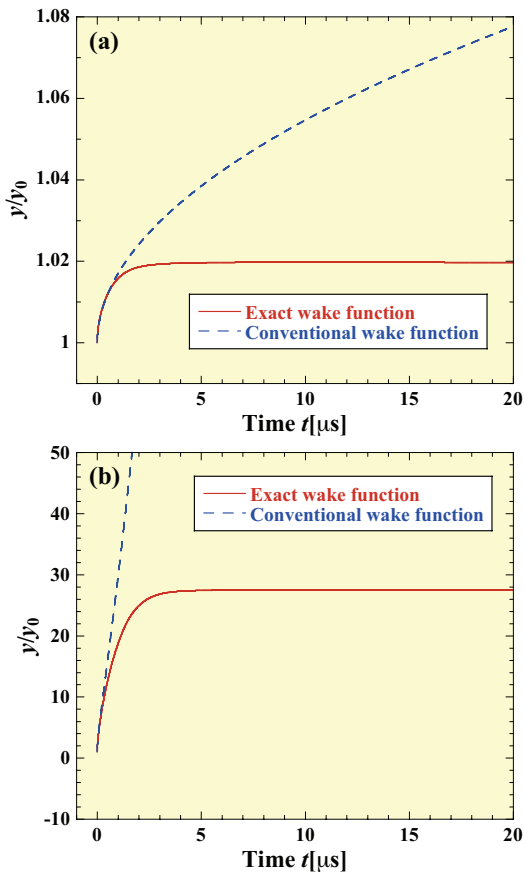 1.08
(a)
1.06
1.04
1.02
1
y/y0
Exact wake function
Conventional wake function
0 5 10 15 20
Time t[μs]
50
(b)
40
30
20
10
0
-10
y/y0
Exact wake function
Conventional wake function
0 5 10 15 20
Time t[μs]